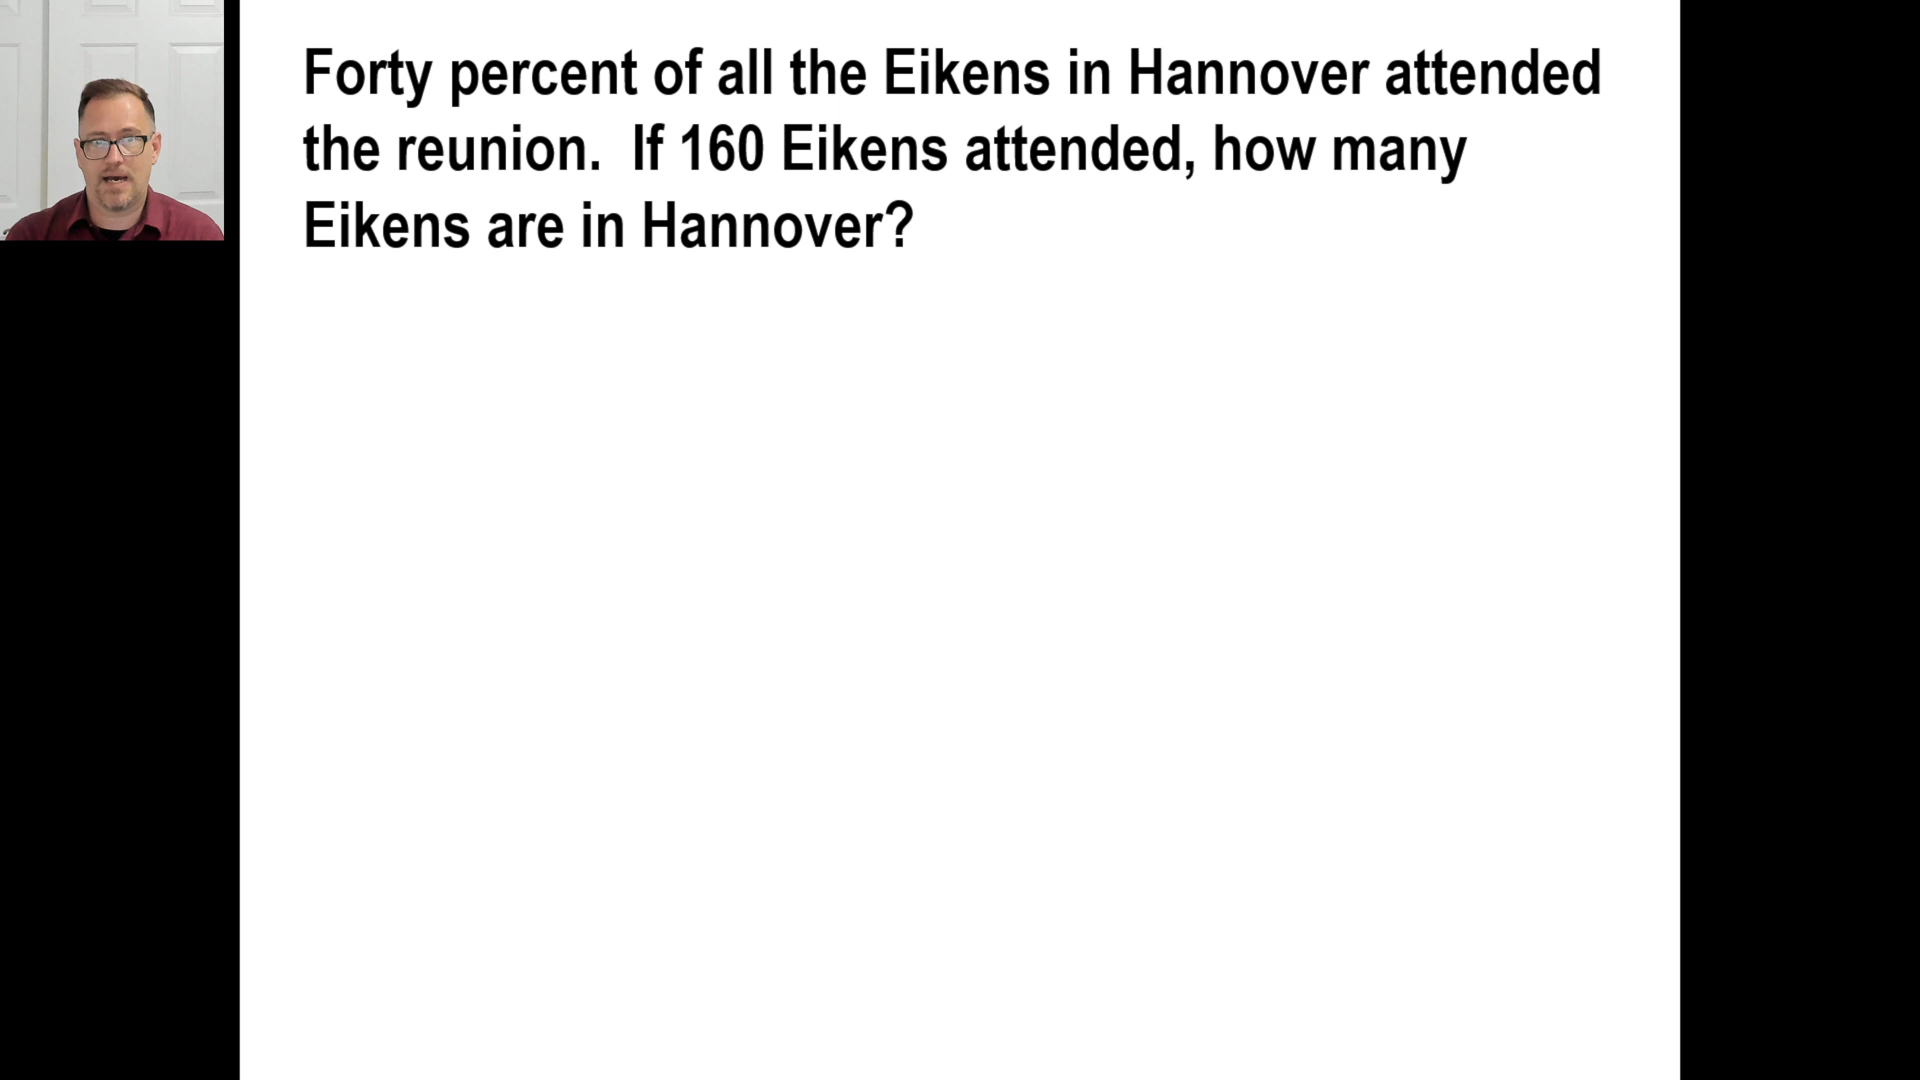 Forty percent of all the Eikens in Hannover attended
the reunion.  If 160 Eikens attended, how many
Eikens are in Hannover?